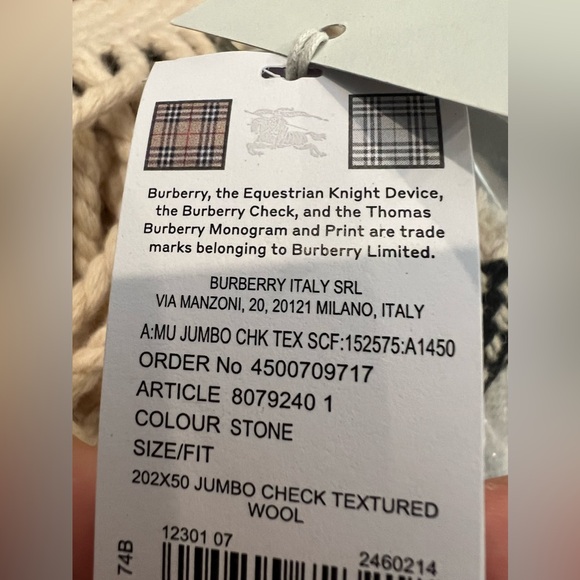 Burberry, the Equestrian Knight Device,
the Burberry Check, and the Thomas
Burberry Monogram and Print are trade
marks belonging to Burberry Limited.
BURBERRY ITALY SRL
VIA MANZONI, 20, 20121 MILANO, ITALY
A:MU JUMBO CHK TEX SCF:152575:A1450
ORDER No 4500709717
ARTICLE 8079240 1
COLOUR STONE
SIZE/FIT
202X50 JUMBO CHECK TEXTURED
WOOL
12301 07
2460214
74B